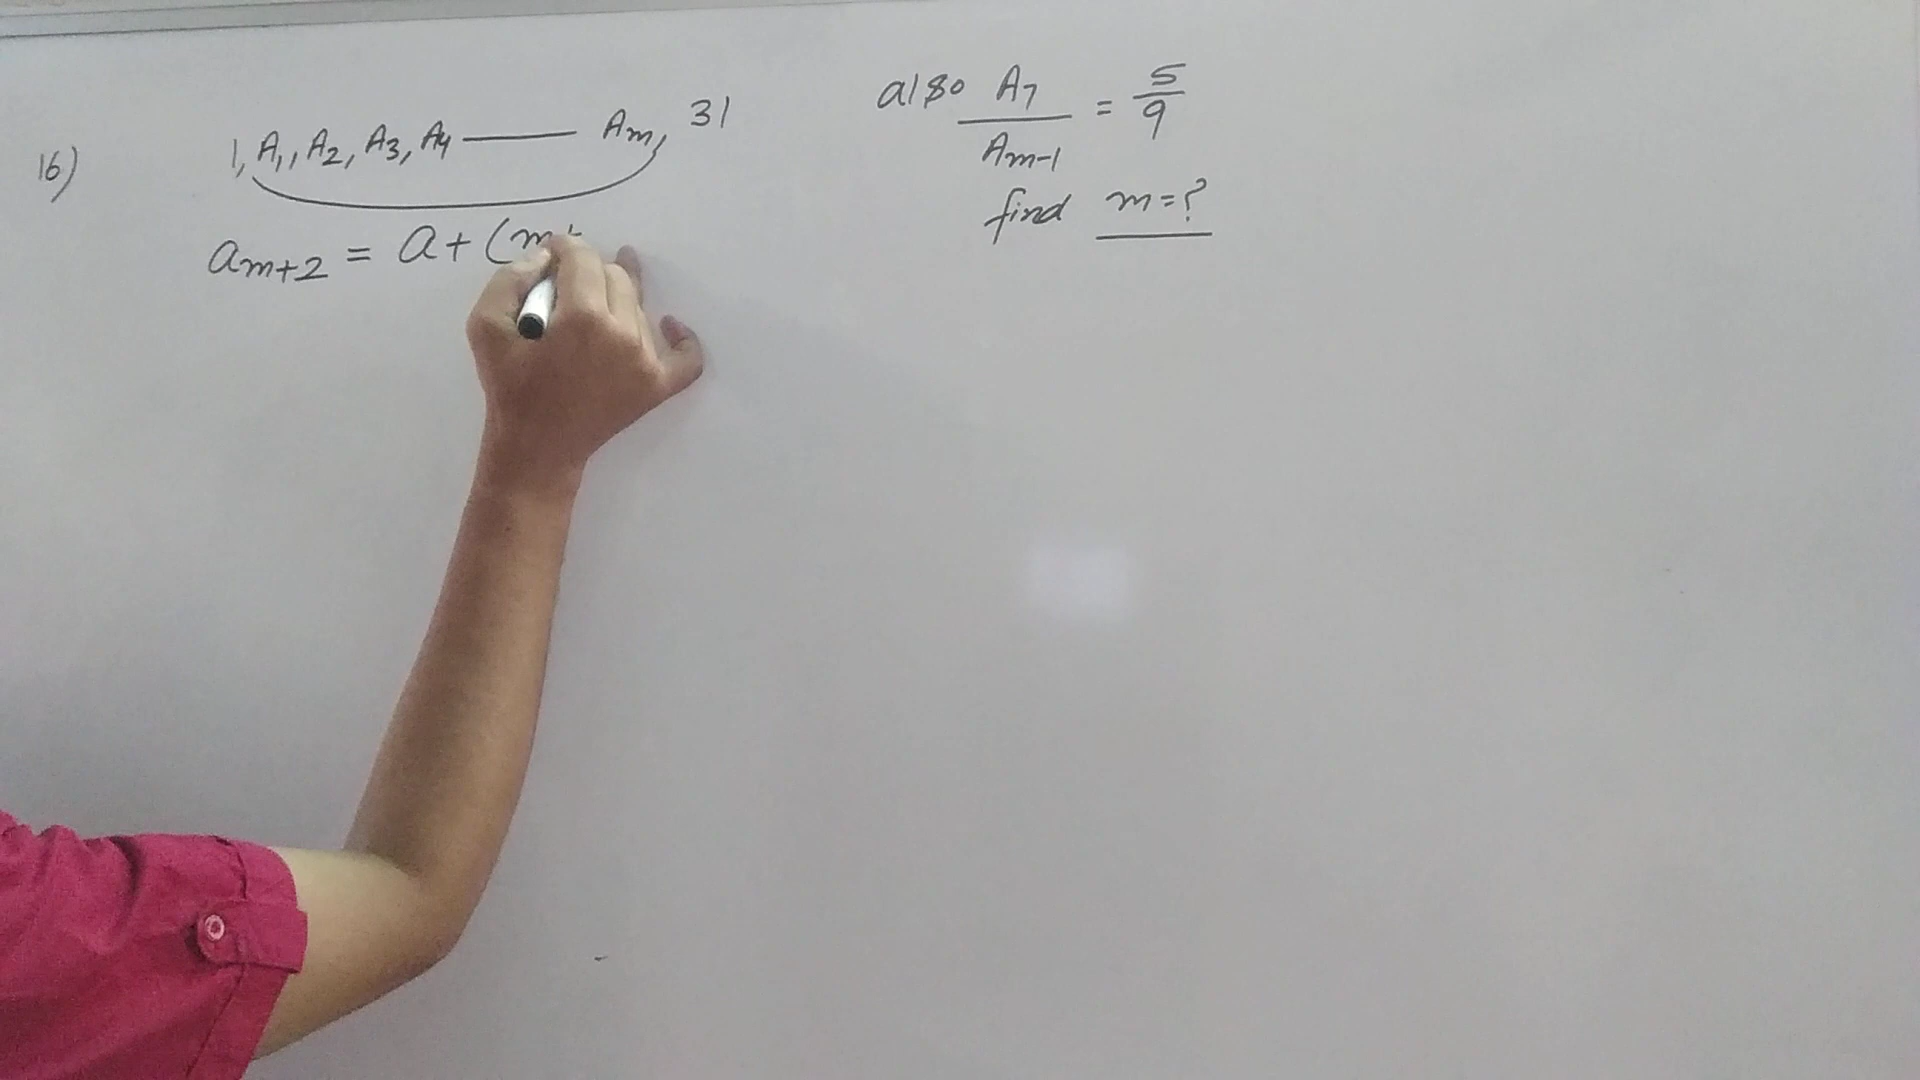 16) 1, A1, A2, A3, A4 —— Am, 31
am+2 = a + (m+
also A7 / Am-1 = 5/9
find m = ?